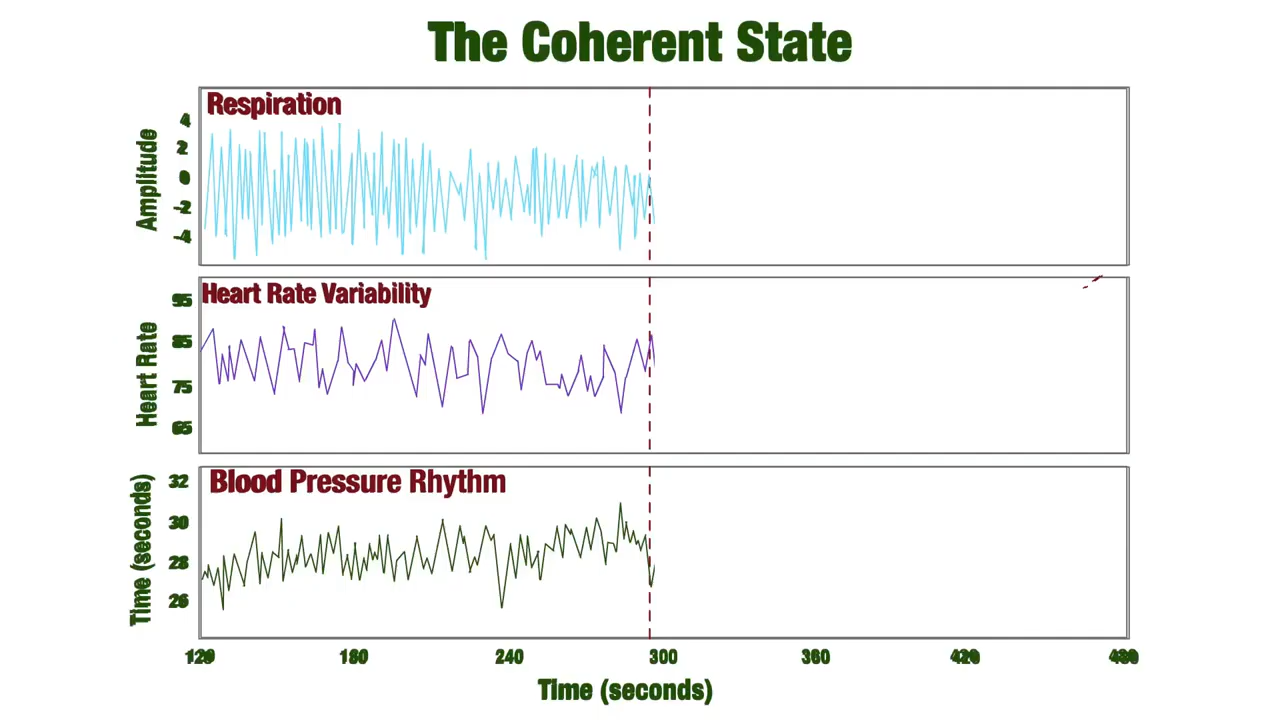 The Coherent State
Respiration
Amplitude
4
2
0
-2
-4
Heart Rate Variability
Heart Rate
95
85
75
65
Blood Pressure Rhythm
Time (seconds)
32
30
28
26
120 180 240 300 360 420 480
Time (seconds)